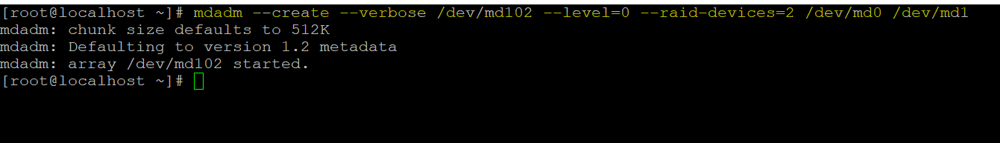 [root@localhost ~]# mdadm --create --verbose /dev/md102 --level=0 --raid-devices=2 /dev/md0 /dev/md1
mdadm: chunk size defaults to 512K
mdadm: Defaulting to version 1.2 metadata
mdadm: array /dev/md102 started.
[root@localhost ~]#